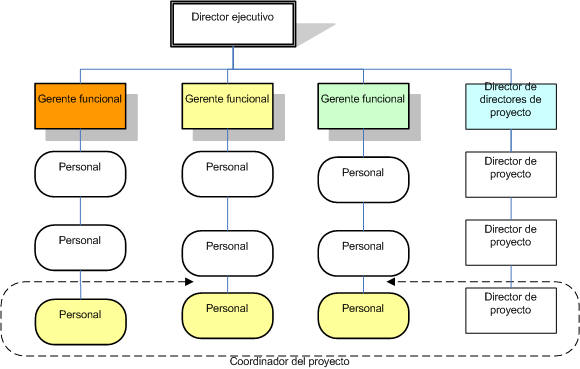 Director ejecutivo
Gerente funcional
Gerente funcional
Gerente funcional
Director de
directores de
proyecto
Personal
Personal
Personal
Director de
proyecto
Personal
Personal
Personal
Director de
proyecto
Personal
Personal
Personal
Director de
proyecto
Coordinador del proyecto